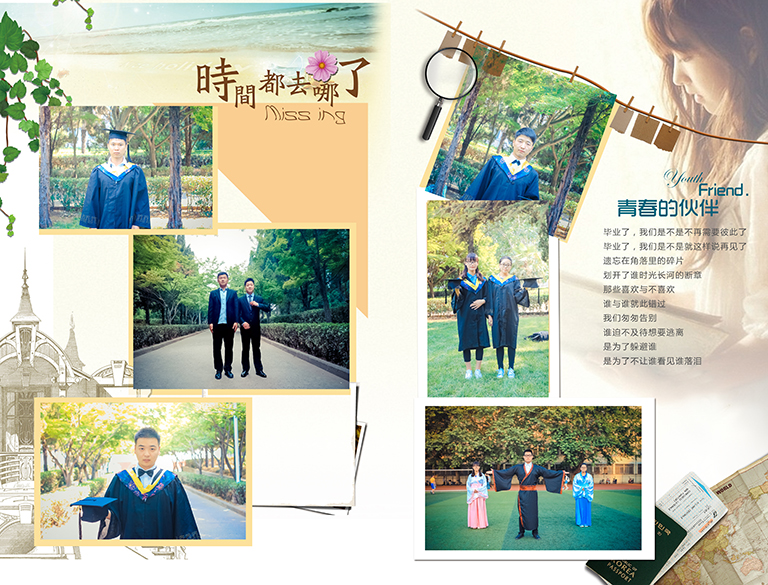 時間都去哪了
Missing
Youth
Friend.
青春的伙伴
毕业了，我们是不是不再需要彼此了
毕业了，我们是不是就这样说再见了
遗忘在角落里的碎片
划开了谁时光长河的断章
那些喜欢与不喜欢
谁与谁就此错过
我们匆匆告别
谁迫不及待想要逃离
是为了躲避谁
是为了不让谁看见谁落泪
WORLD
KOREA
PASSPORT